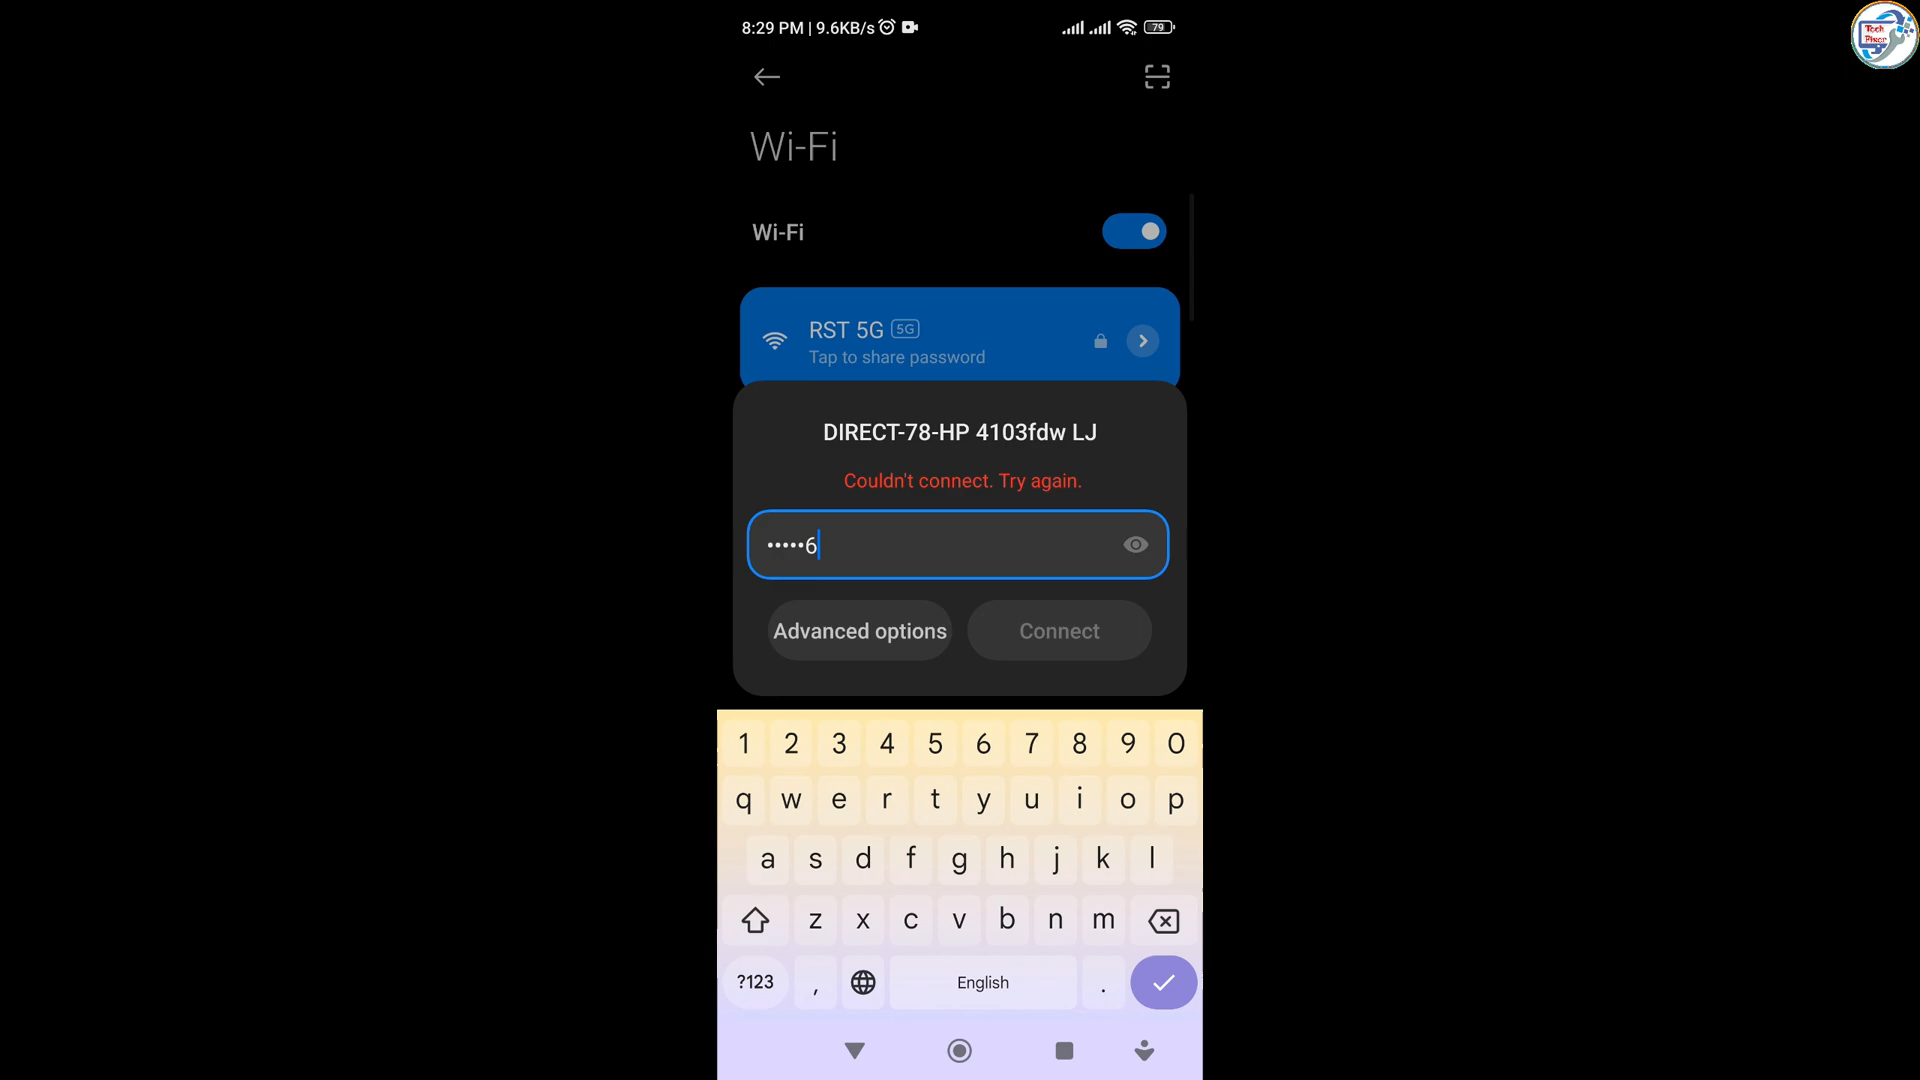 8:29 PM | 9.6KB/s
79
Tech
Fixer
Wi-Fi
Wi-Fi
RST 5G 5G
Tap to share password
DIRECT-78-HP 4103fdw LJ
Couldn't connect. Try again.
•••••6
Advanced options Connect
1 2 3 4 5 6 7 8 9 0
q w e r t y u i o p
a s d f g h j k l
z x c v b n m
?123 , English .